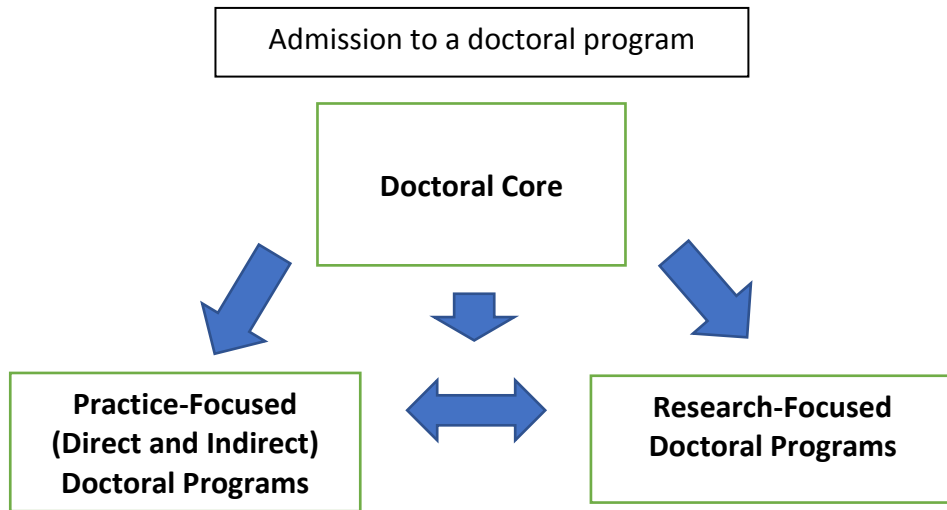 Admission to a doctoral program
Doctoral Core
Practice-Focused
(Direct and Indirect)
Doctoral Programs
Research-Focused
Doctoral Programs